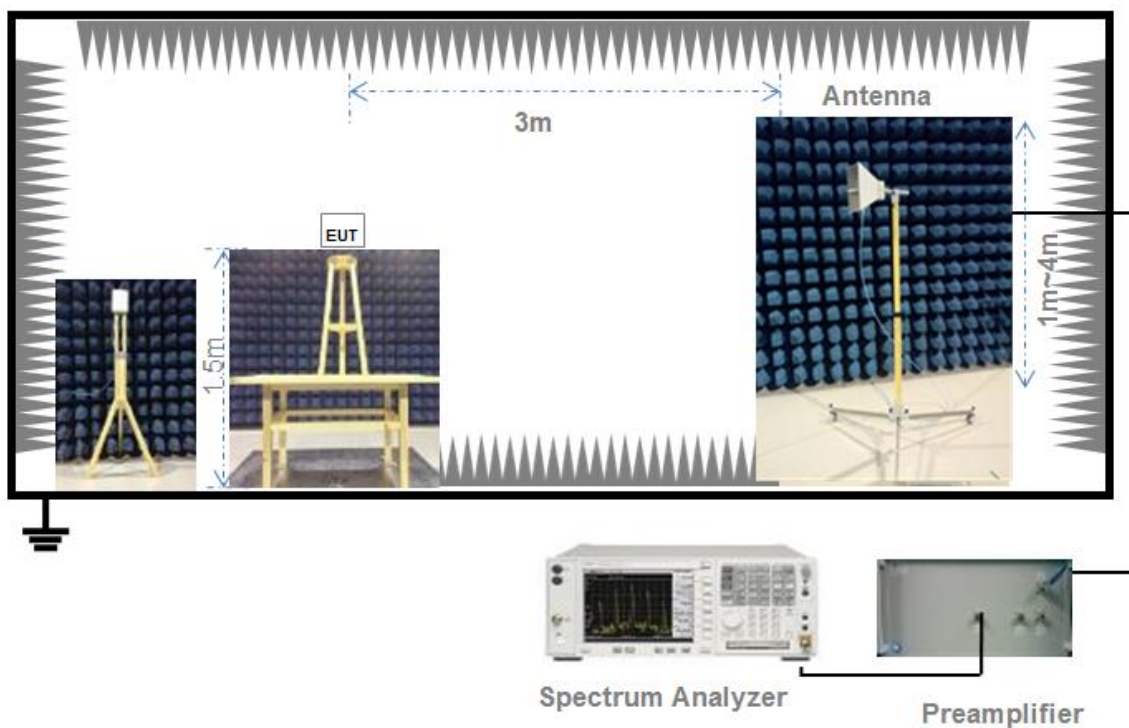 Antenna
3m
EUT
1.5m
1m~4m
Spectrum Analyzer
Preamplifier